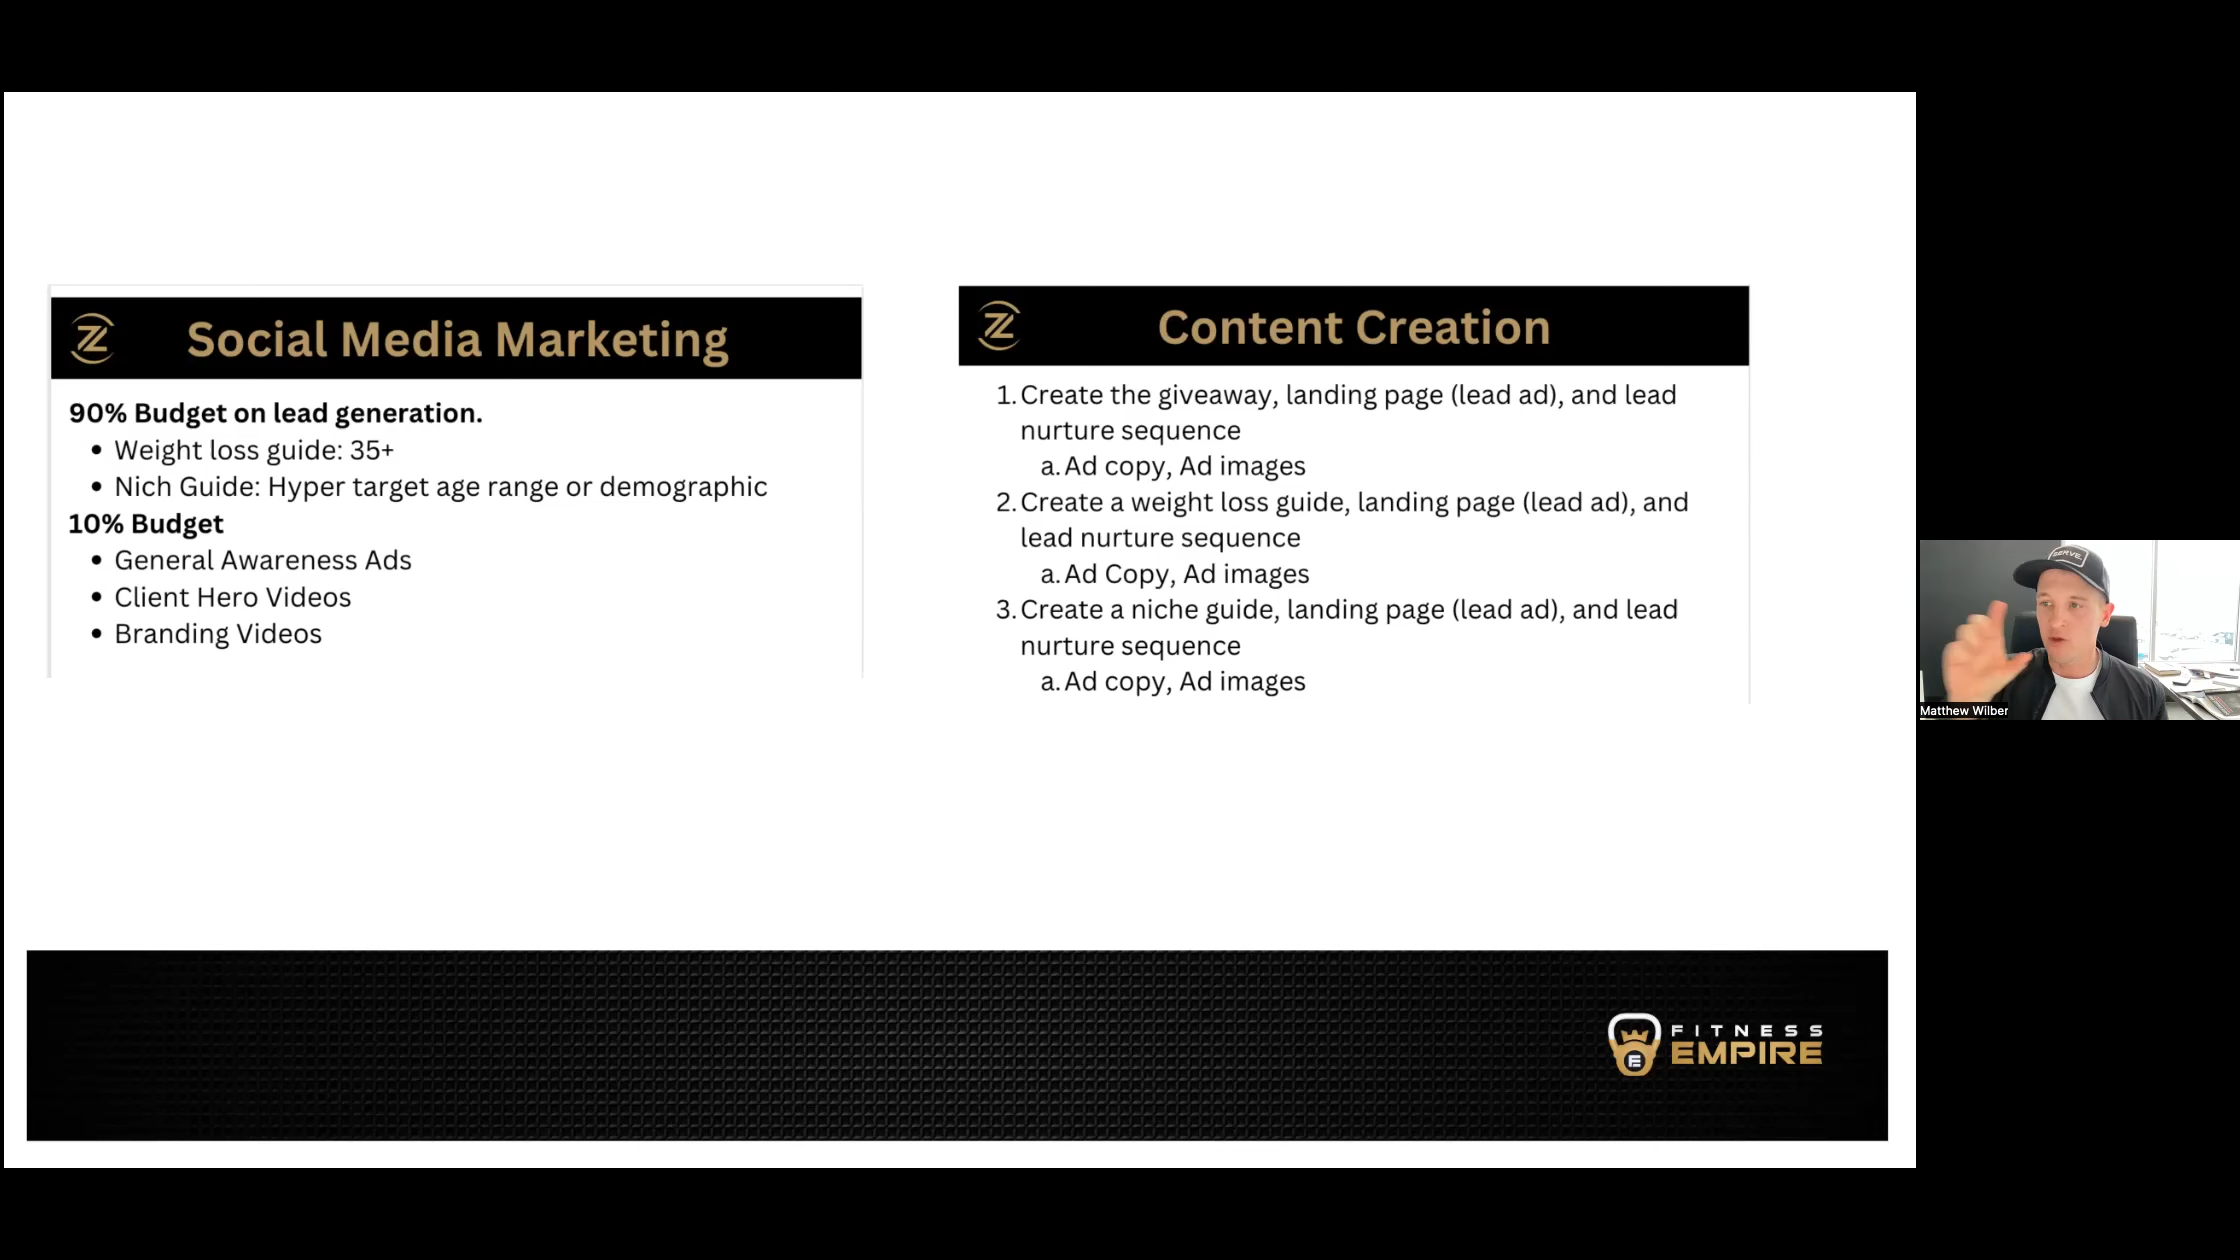 Social Media Marketing
90% Budget on lead generation.
• Weight loss guide: 35+
• Nich Guide: Hyper target age range or demographic
10% Budget
• General Awareness Ads
• Client Hero Videos
• Branding Videos
Content Creation
1. Create the giveaway, landing page (lead ad), and lead
nurture sequence
a. Ad copy, Ad images
2. Create a weight loss guide, landing page (lead ad), and
lead nurture sequence
a. Ad Copy, Ad images
3. Create a niche guide, landing page (lead ad), and lead
nurture sequence
a. Ad copy, Ad images
SERVE.
Matthew Wilber
E
FITNESS
EMPIRE